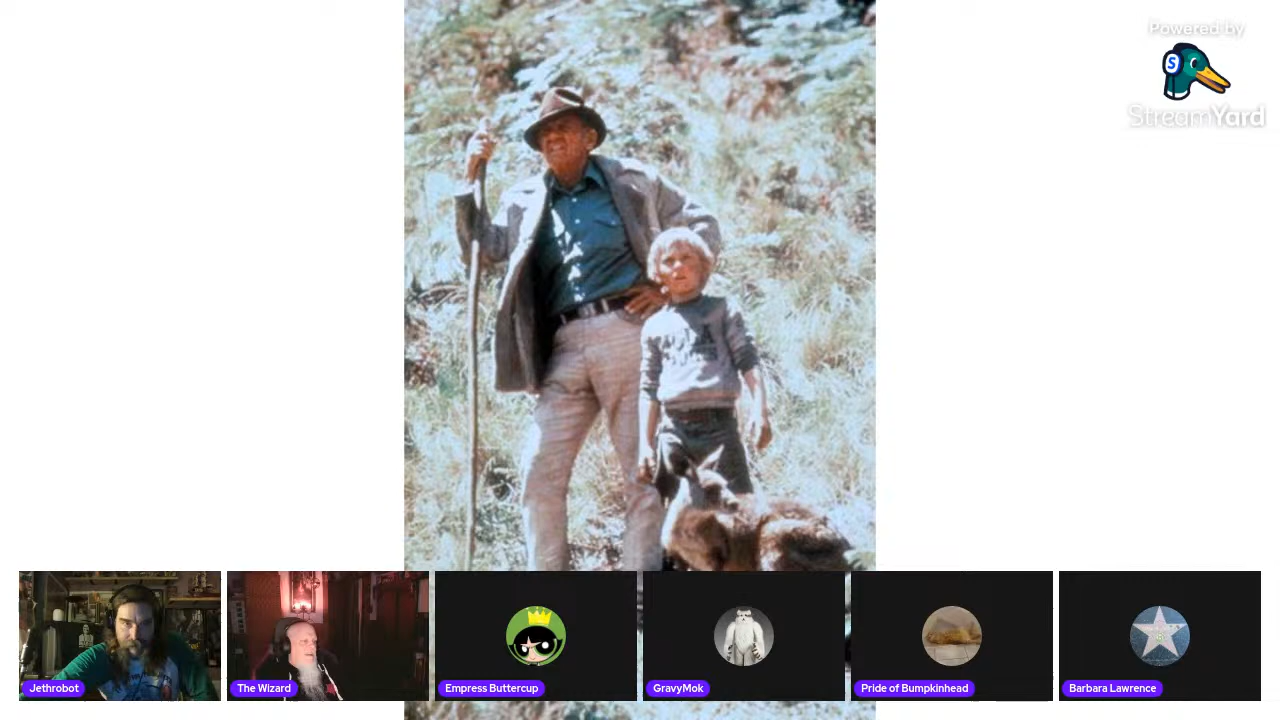 Powered by
S
StreamYard
Jethrobot
The Wizard
Empress Buttercup
GravyMok
Pride of Bumpkinhead
Barbara Lawrence